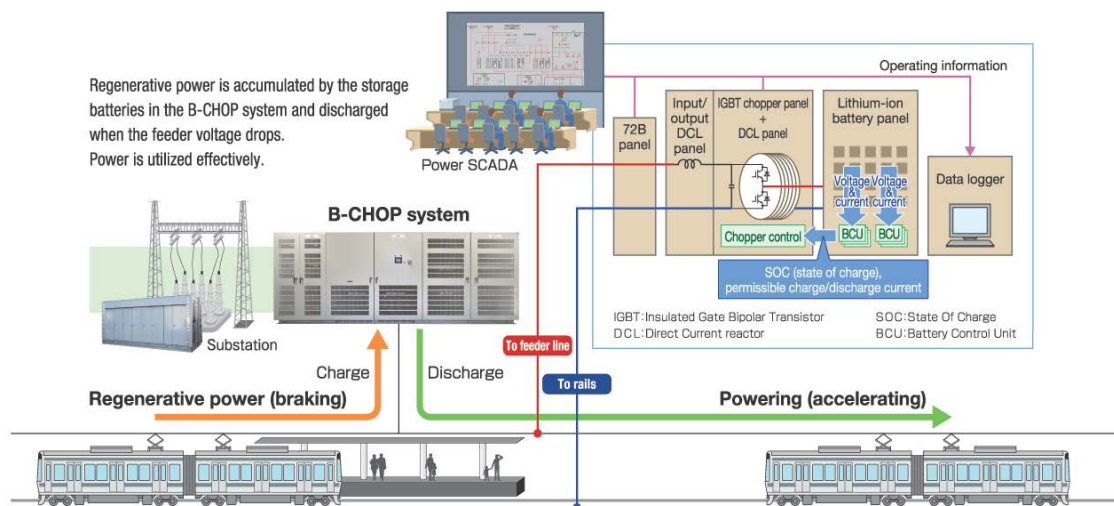 Regenerative power is accumulated by the storage
batteries in the B-CHOP system and discharged
when the feeder voltage drops.
Power is utilized effectively.
Power SCADA
Operating information
72B
panel
Input/
output
DCL
panel
IGBT chopper panel
+
DCL panel
Lithium-ion
battery panel
Data logger
Voltage
&
current
Voltage
&
current
BCU
BCU
Chopper control
SOC (state of charge),
permissible charge/discharge current
IGBT:Insulated Gate Bipolar Transistor
DCL:Direct Current reactor
SOC:State Of Charge
BCU:Battery Control Unit
B-CHOP system
Substation
To feeder line
To rails
Charge
Discharge
Regenerative power (braking)
Powering (accelerating)